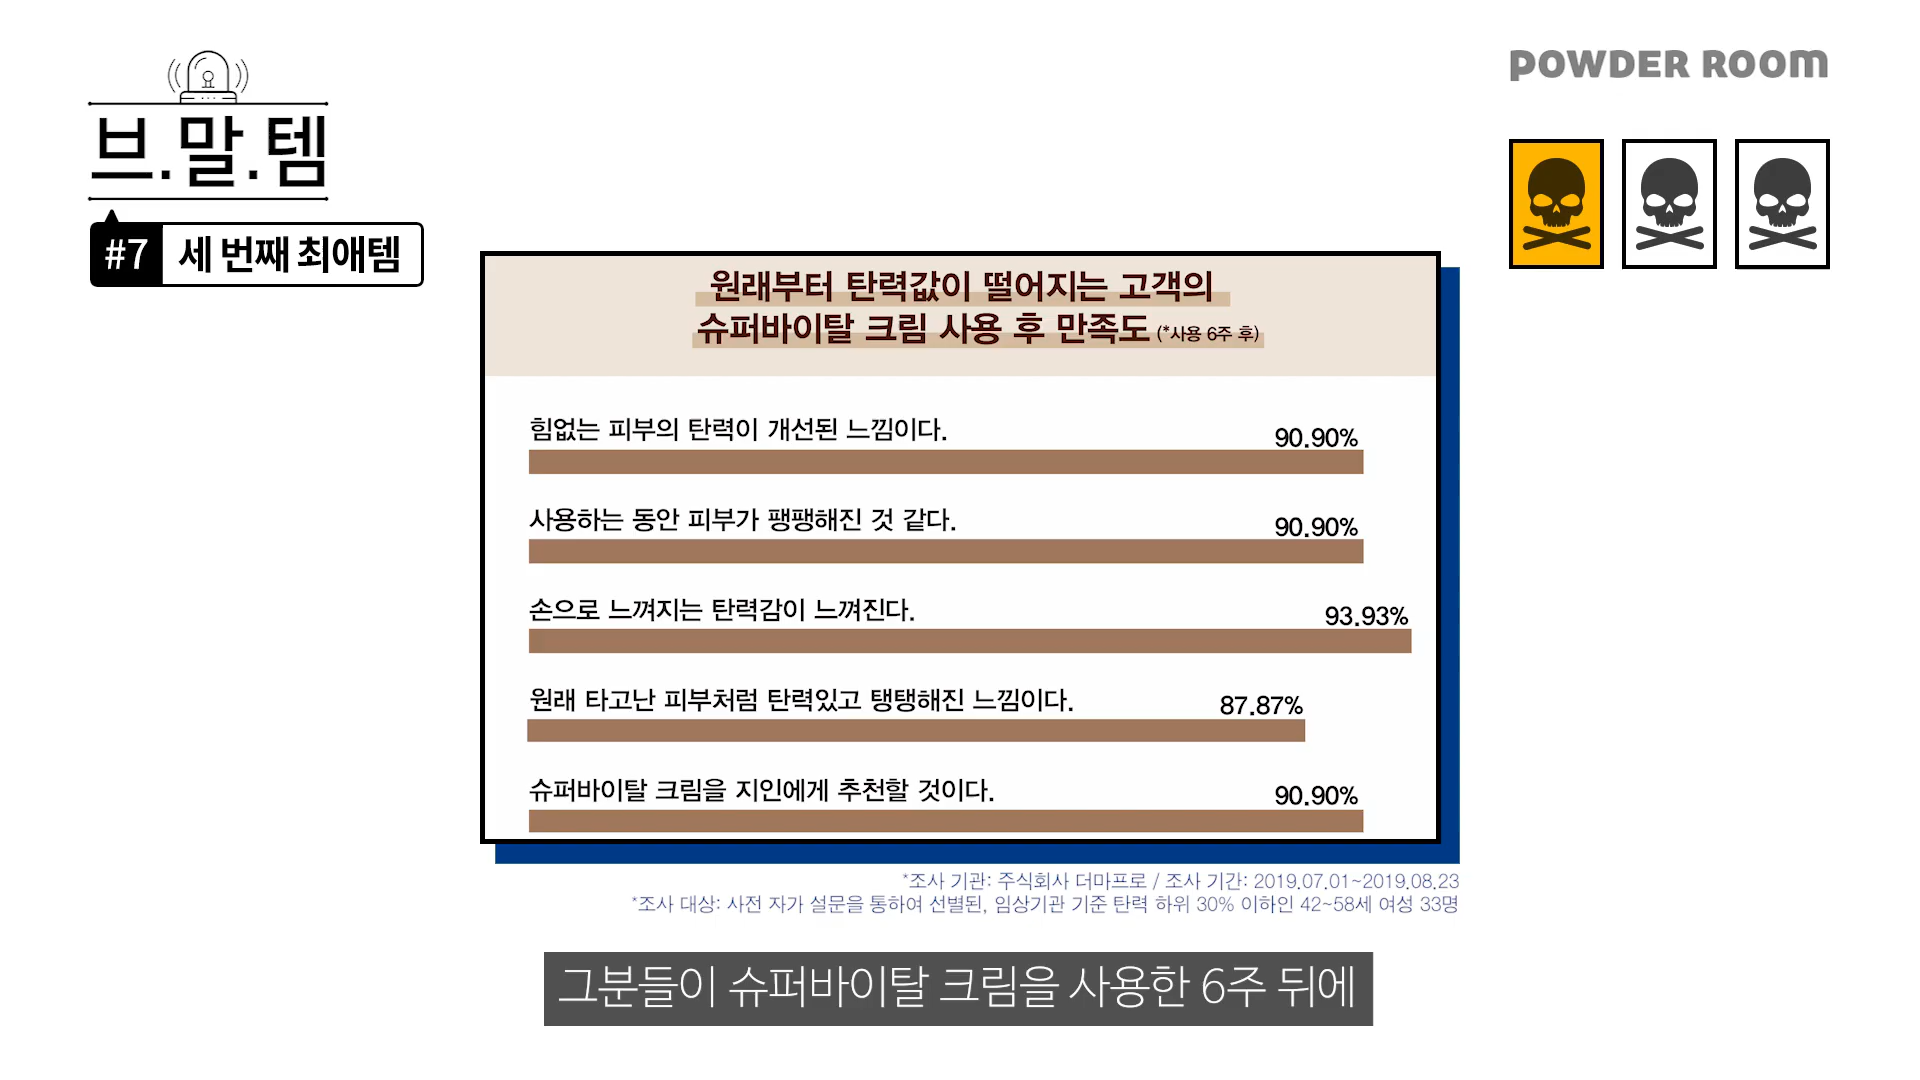 POWDER ROOM
브.말.템
#7 세 번째 최애템
원래부터 탄력값이 떨어지는 고객의
슈퍼바이탈 크림 사용 후 만족도 (*사용 6주 후)
힘없는 피부의 탄력이 개선된 느낌이다.
90.90%
사용하는 동안 피부가 팽팽해진 것 같다.
90.90%
손으로 느껴지는 탄력감이 느껴진다.
93.93%
원래 타고난 피부처럼 탄력있고 탱탱해진 느낌이다.
87.87%
슈퍼바이탈 크림을 지인에게 추천할 것이다.
90.90%
*조사 기관: 주식회사 더마프로 / 조사 기간: 2019.07.01~2019.08.23
*조사 대상: 사전 자가 설문을 통하여 선별된, 임상기관 기준 탄력 하위 30% 이하인 42~58세 여성 33명
그분들이 슈퍼바이탈 크림을 사용한 6주 뒤에